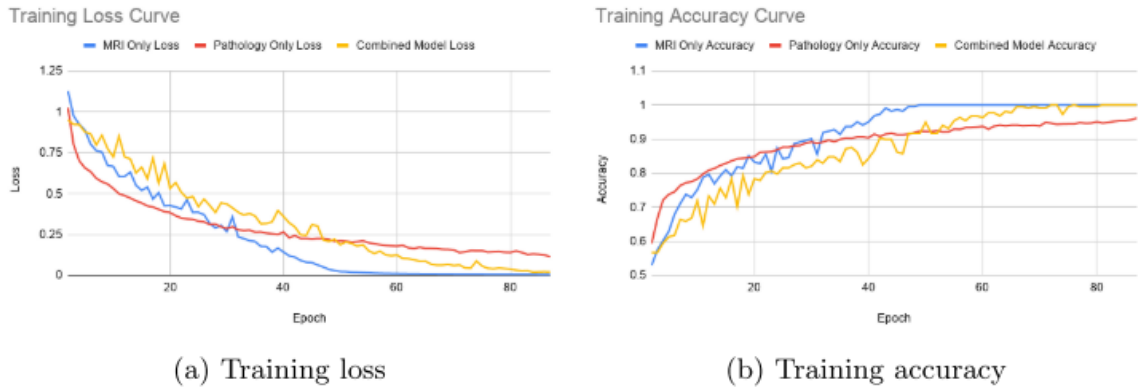 Training Loss Curve
MRI Only Loss Pathology Only Loss Combined Model Loss
1.25
1
0.75
0.5
0.25
0
Loss
20 40 60 80
Epoch
(a) Training loss
Training Accuracy Curve
MRI Only Accuracy Pathology Only Accuracy Combined Model Accuracy
1.1
1
0.9
0.8
0.7
0.6
0.5
Accuracy
20 40 60 80
Epoch
(b) Training accuracy